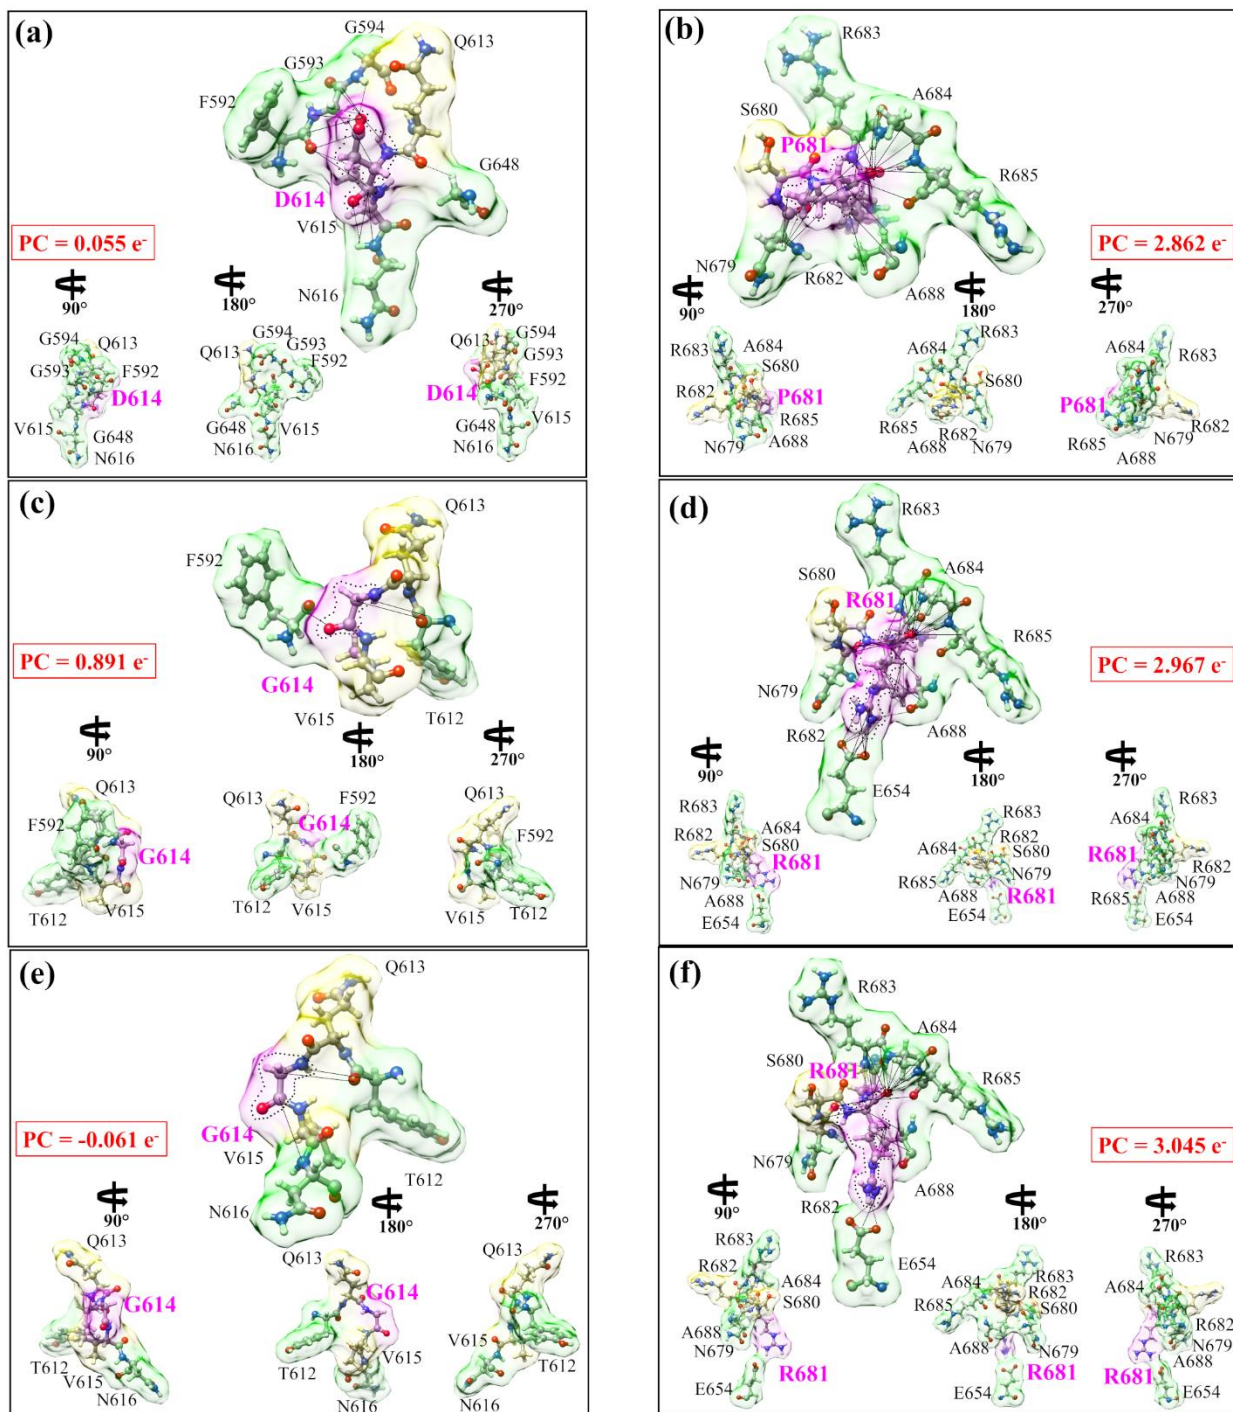 (a)
G594
Q613
G593
F592
G648
D614
V615
PC = 0.055 e⁻
N616
90°
180°
270°
G594
Q613
G593
F592
D614
V615
G648
N616
G594
Q613
G593
F592
G648
V615
N616
Q613
G594
G593
F592
D614
V615
G648
N616
(b)
R683
A684
S680
P681
R685
PC = 2.862 e⁻
N679
R682
A688
90°
180°
270°
R683
A684
S680
R682
P681
R685
N679
A688
R683
A684
S680
R685
R682
A688
N679
A684
R683
P681
R682
N679
R685
A688
(c)
Q613
F592
PC = 0.891 e⁻
G614
V615
T612
90°
180°
270°
Q613
F592
G614
T612
V615
Q613
F592
G614
T612
V615
Q613
F592
V615
T612
(d)
R683
A684
S680
R681
R685
PC = 2.967 e⁻
N679
R682
A688
E654
90°
180°
270°
R683
A684
R682
S680
R681
N679
A688
E654
R683
A684
R682
S680
R685
N679
A688
R681
E654
R683
A684
R681
R682
N679
R685
A688
E654
(e)
Q613
PC = -0.061 e⁻
G614
V615
T612
N616
90°
180°
270°
Q613
G614
T612
V615
N616
Q613
G614
V615
T612
N616
Q613
V615
T612
N616
(f)
R683
A684
S680
R681
R685
PC = 3.045 e⁻
N679
A688
R682
E654
90°
180°
270°
R683
R682
A684
S680
A688
N679
R681
E654
R683
A684
R682
R685
S680
A688
N679
R681
E654
R683
A684
R682
N679
A688
R681
E654